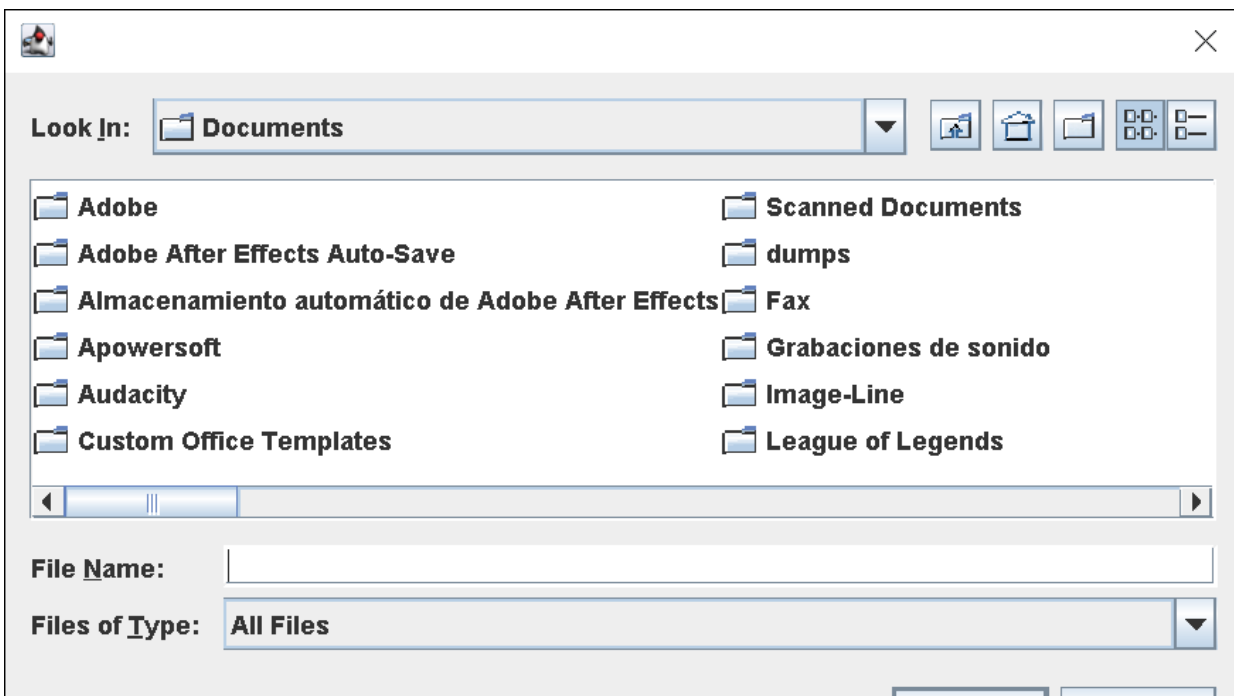 Look In: Documents
Adobe
Adobe After Effects Auto-Save
Almacenamiento automático de Adobe After Effects
Apowersoft
Audacity
Custom Office Templates
Scanned Documents
dumps
Fax
Grabaciones de sonido
Image-Line
League of Legends
File Name:
Files of Type: All Files